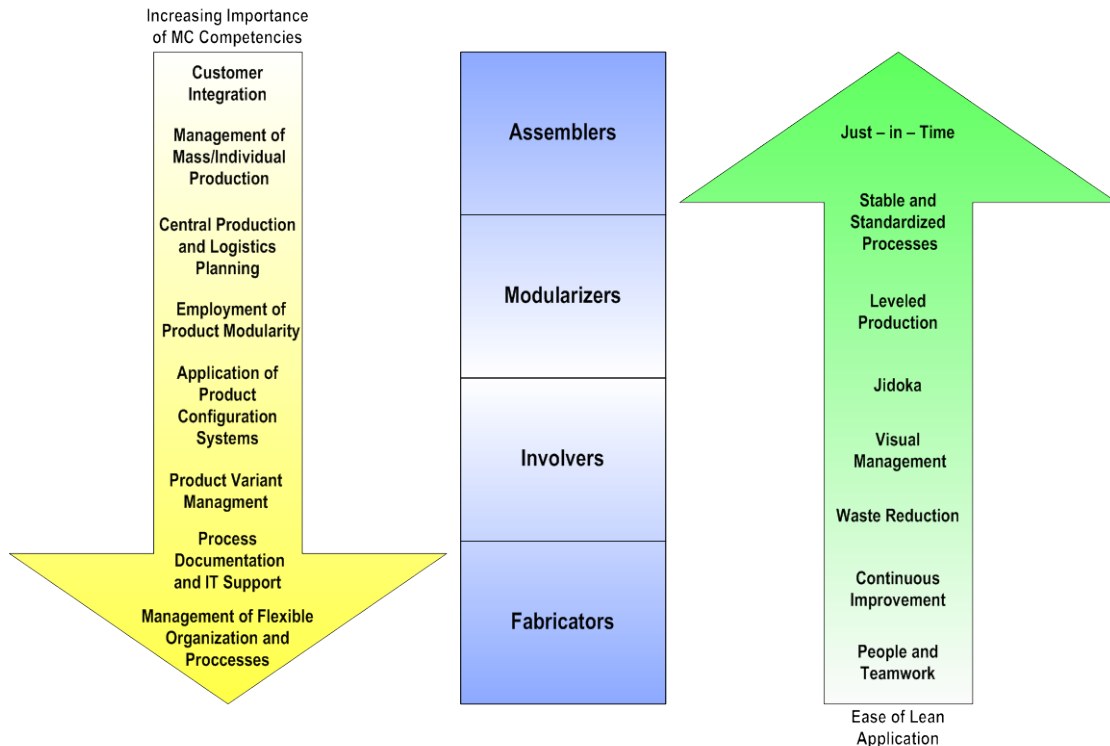 Increasing Importance
of MC Competencies
Customer
Integration
Management of
Mass/Individual
Production
Central Production
and Logistics
Planning
Employment of
Product Modularity
Application of
Product
Configuration
Systems
Product Variant
Managment
Process
Documentation
and IT Support
Management of Flexible
Organization and
Proccesses
Assemblers
Modularizers
Involvers
Fabricators
Just – in – Time
Stable and
Standardized
Processes
Leveled
Production
Jidoka
Visual
Management
Waste Reduction
Continuous
Improvement
People and
Teamwork
Ease of Lean
Application